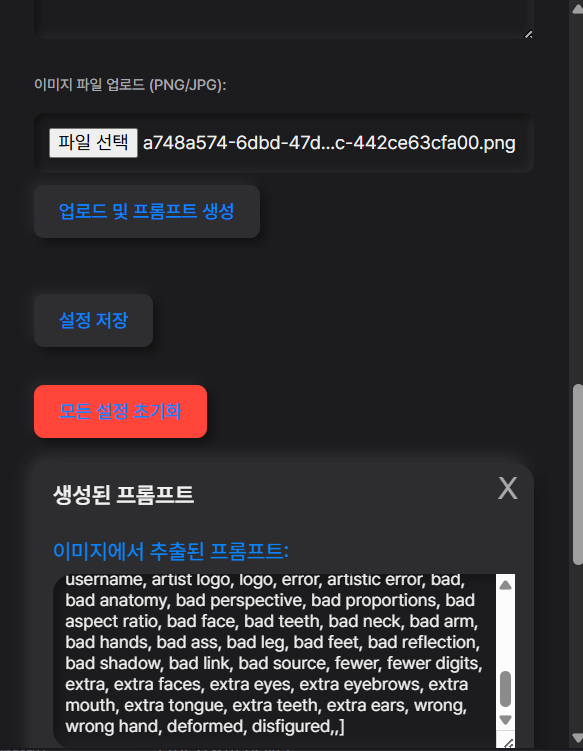 이미지 파일 업로드 (PNG/JPG):
파일 선택 a748a574-6dbd-47d...c-442ce63cfa00.png
업로드 및 프롬프트 생성
설정 저장
모든 설정 초기화
생성된 프롬프트 X
이미지에서 추출된 프롬프트:
username, artist logo, logo, error, artistic error, bad,
bad anatomy, bad perspective, bad proportions, bad
aspect ratio, bad face, bad teeth, bad neck, bad arm,
bad hands, bad ass, bad leg, bad feet, bad reflection,
bad shadow, bad link, bad source, fewer, fewer digits,
extra, extra faces, extra eyes, extra eyebrows, extra
mouth, extra tongue, extra teeth, extra ears, wrong,
wrong hand, deformed, disfigured,,]